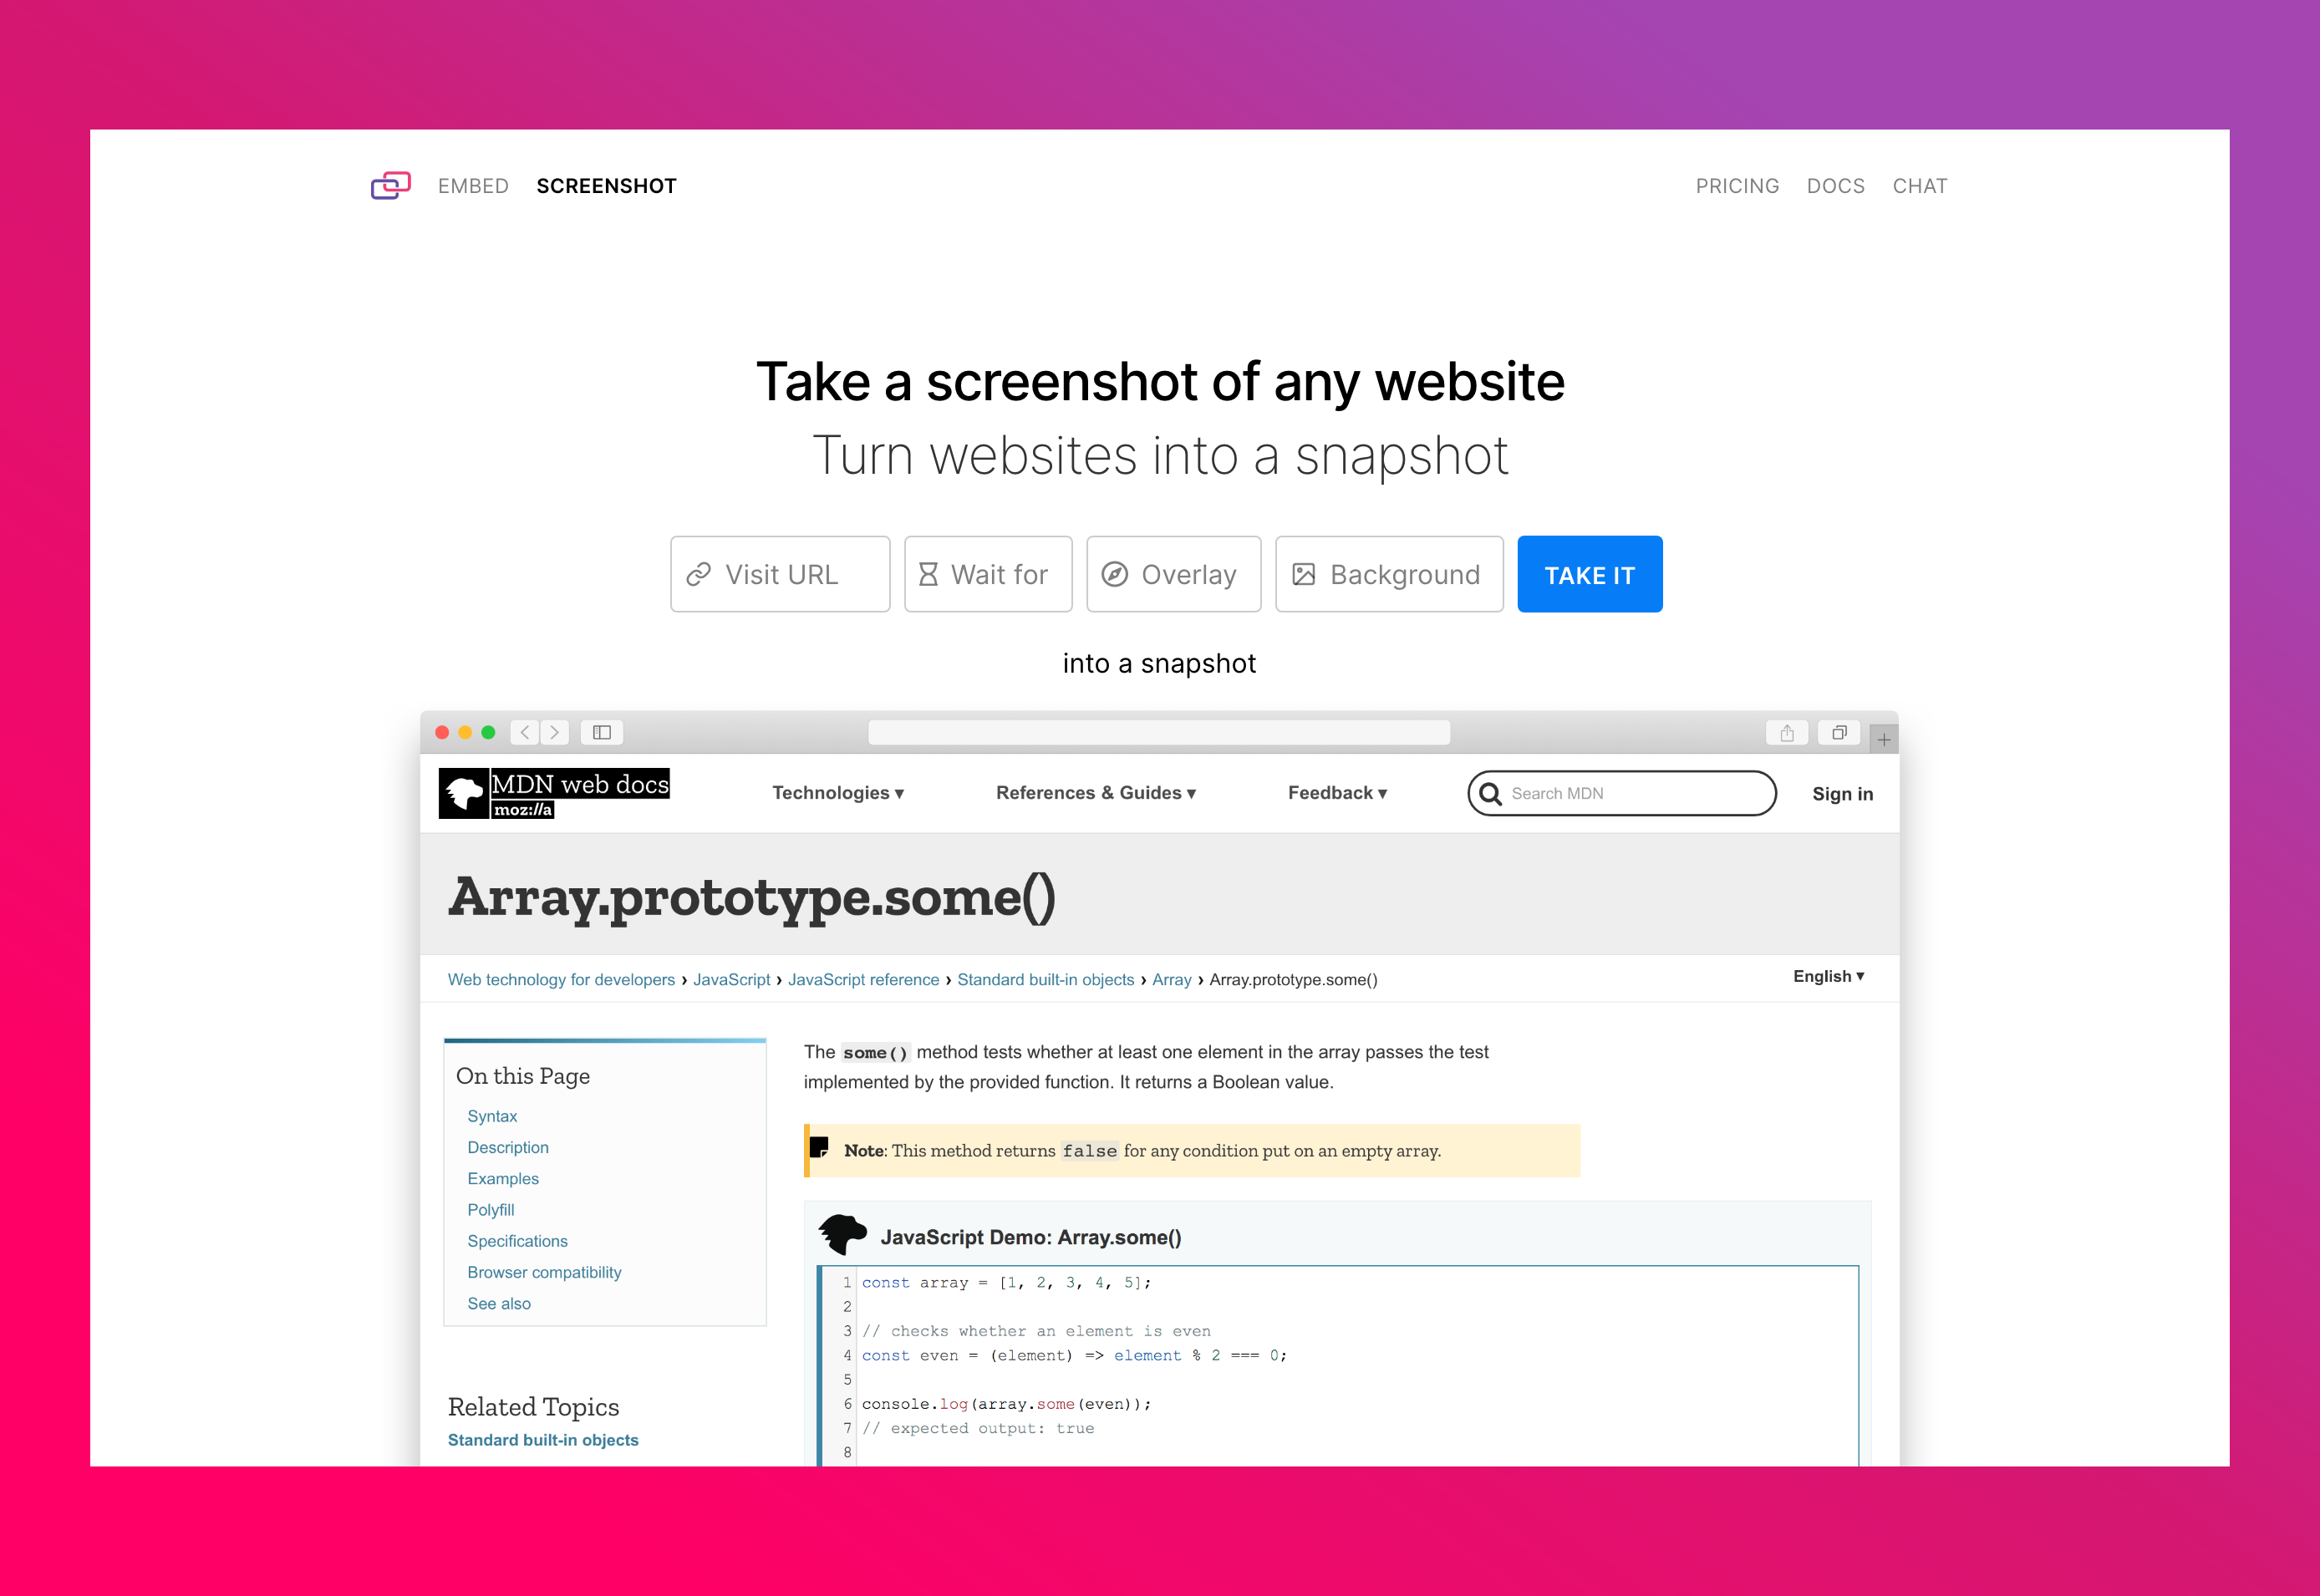 EMBED SCREENSHOT PRICING DOCS CHAT
Take a screenshot of any website
Turn websites into a snapshot
Visit URL Wait for Overlay Background TAKE IT
into a snapshot
MDN web docs
moz://a
Technologies ▾ References & Guides ▾ Feedback ▾ Search MDN Sign in
Array.prototype.some()
Web technology for developers › JavaScript › JavaScript reference › Standard built-in objects › Array › Array.prototype.some()
English ▾
On this Page
Syntax
Description
Examples
Polyfill
Specifications
Browser compatibility
See also
Related Topics
Standard built-in objects
The some() method tests whether at least one element in the array passes the test
implemented by the provided function. It returns a Boolean value.
Note: This method returns false for any condition put on an empty array.
JavaScript Demo: Array.some()
1 const array = [1, 2, 3, 4, 5];
2
3 // checks whether an element is even
4 const even = (element) => element % 2 === 0;
5
6 console.log(array.some(even));
7 // expected output: true
8